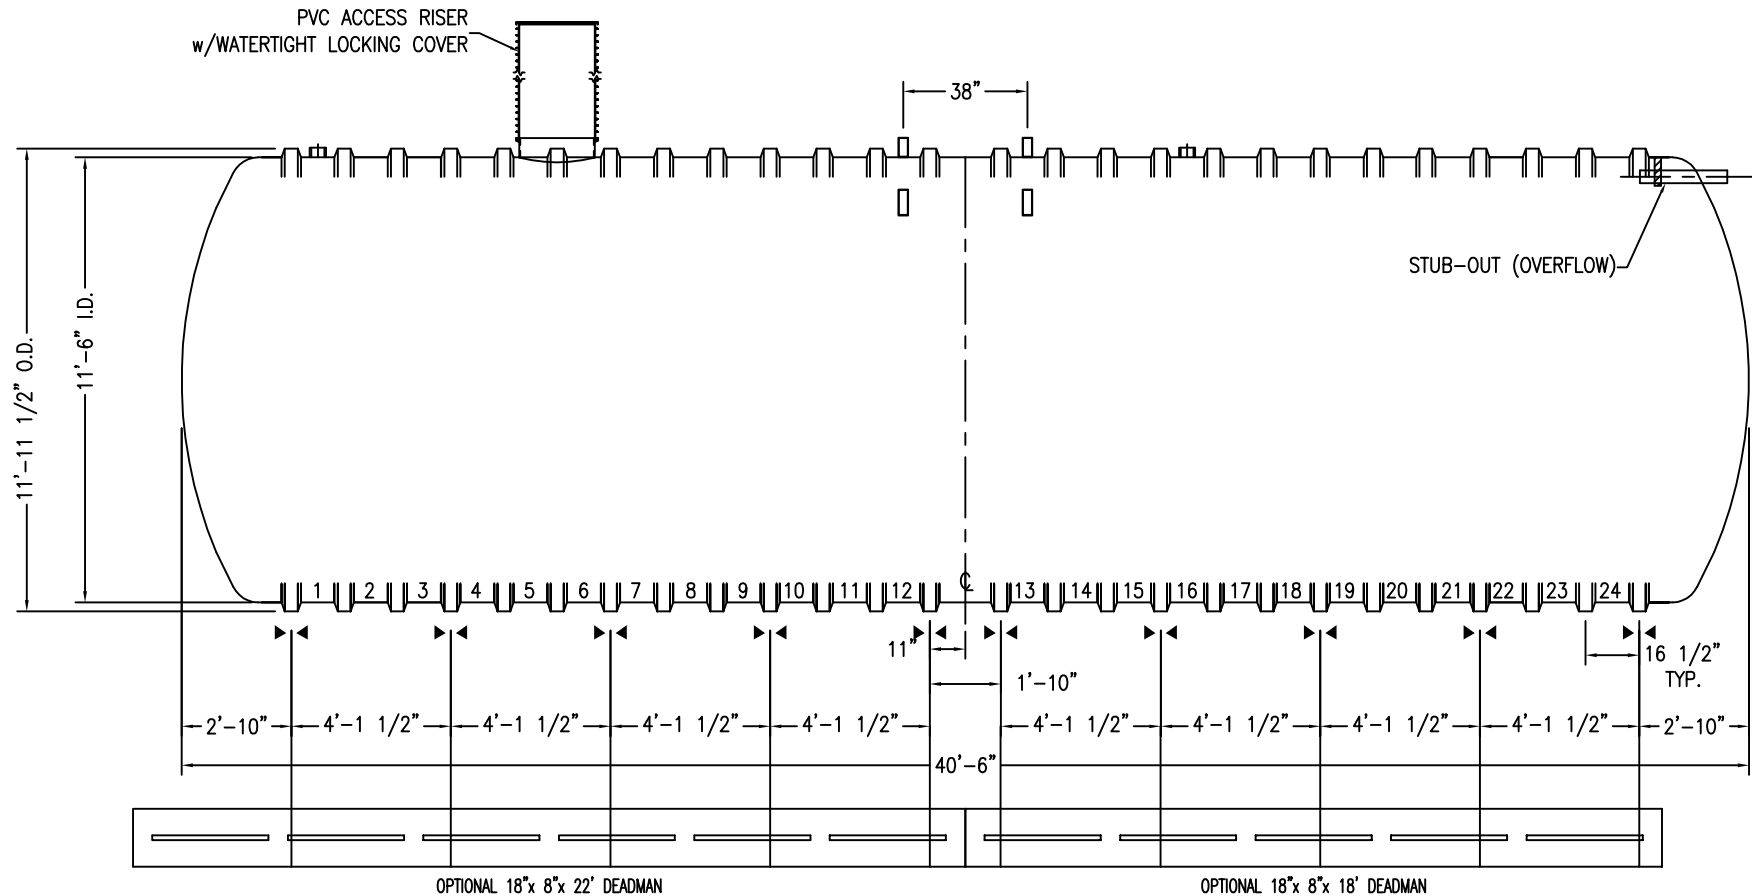 PVC ACCESS RISER
w/WATERTIGHT LOCKING COVER
38"
STUB-OUT (OVERFLOW)
11'-11 1/2" O.D.
11'-6" I.D.
1 2 3 4 5 6 7 8 9 10 11 12 ℄ 13 14 15 16 17 18 19 20 21 22 23 24
11"
16 1/2"
TYP.
1'-10"
2'-10" 4'-1 1/2" 4'-1 1/2" 4'-1 1/2" 4'-1 1/2" 4'-1 1/2" 4'-1 1/2" 4'-1 1/2" 4'-1 1/2" 2'-10"
40'-6"
OPTIONAL 18"x 8"x 22' DEADMAN
OPTIONAL 18"x 8"x 18' DEADMAN